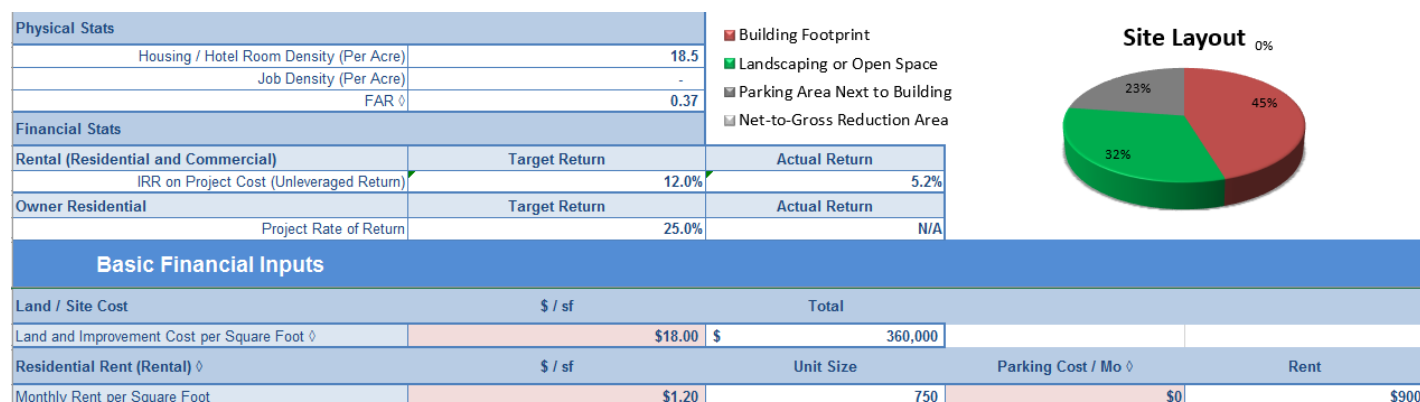 Physical Stats
Housing / Hotel Room Density (Per Acre) 18.5
Job Density (Per Acre) -
FAR ◊ 0.37
Financial Stats
Rental (Residential and Commercial) Target Return Actual Return
IRR on Project Cost (Unleveraged Return) 12.0% 5.2%
Owner Residential Target Return Actual Return
Project Rate of Return 25.0% N/A
Building Footprint
Landscaping or Open Space
Parking Area Next to Building
Net-to-Gross Reduction Area
Site Layout 0%
23% 45%
32%
Basic Financial Inputs
Land / Site Cost $ / sf Total
Land and Improvement Cost per Square Foot ◊ $18.00 $ 360,000
Residential Rent (Rental) ◊ $ / sf Unit Size Parking Cost / Mo ◊ Rent
Monthly Rent per Square Foot $1.20 750 $0 $900